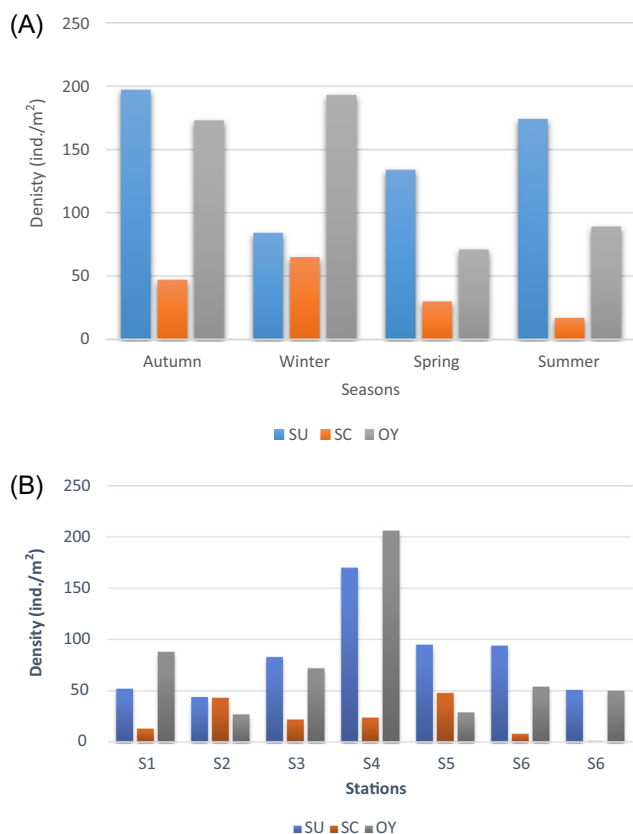 (A)
250
200
150
100
50
0
Denisty (ind./m²)
Autumn Winter Spring Summer
Seasons
SU SC OY
(B)
250
200
150
100
50
0
Density (ind./m²)
S1 S2 S3 S4 S5 S6 S6
Stations
SU SC OY